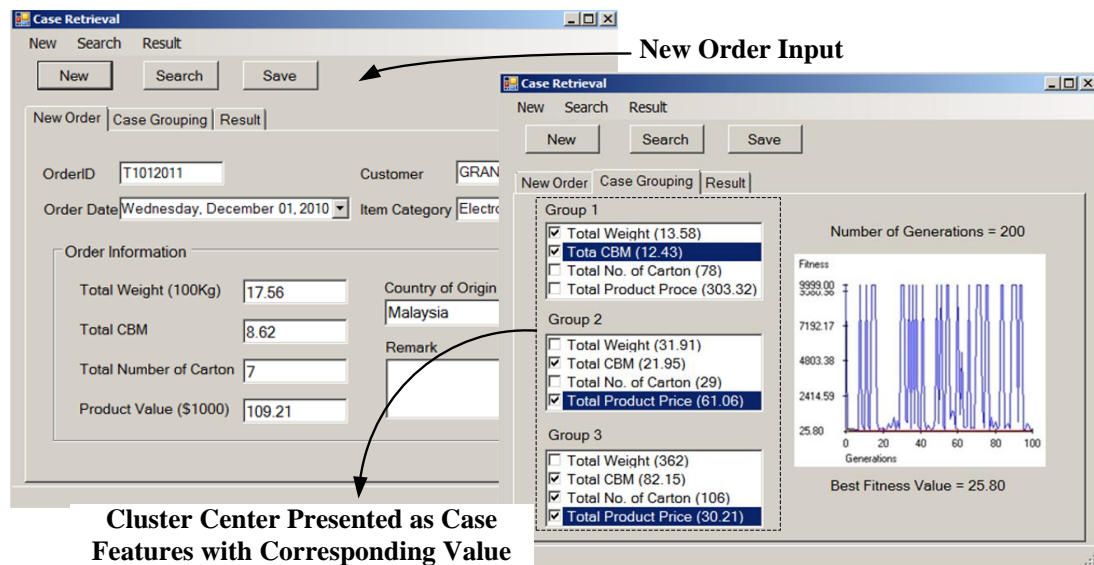 Case Retrieval
New Search Result
New Search Save
New Order Case Grouping Result
OrderID T1012011 Customer GRAN
Order Date Wednesday, December 01, 2010 Item Category Electro
Order Information
Total Weight (100Kg) 17.56
Total CBM 8.62
Total Number of Carton 7
Product Value ($1000) 109.21
Country of Origin
Malaysia
Remark
New Order Input
Case Retrieval
New Search Result
New Search Save
New Order Case Grouping Result
Group 1
Total Weight (13.58)
Tota CBM (12.43)
Total No. of Carton (78)
Total Product Proce (303.32)
Group 2
Total Weight (31.91)
Total CBM (21.95)
Total No. of Carton (29)
Total Product Price (61.06)
Group 3
Total Weight (362)
Total CBM (82.15)
Total No. of Carton (106)
Total Product Price (30.21)
Number of Generations = 200
Fitness
9999.00
7192.17
4803.38
2414.59
25.80
0 20 40 60 80 100
Generations
Best Fitness Value = 25.80
Cluster Center Presented as Case
Features with Corresponding Value